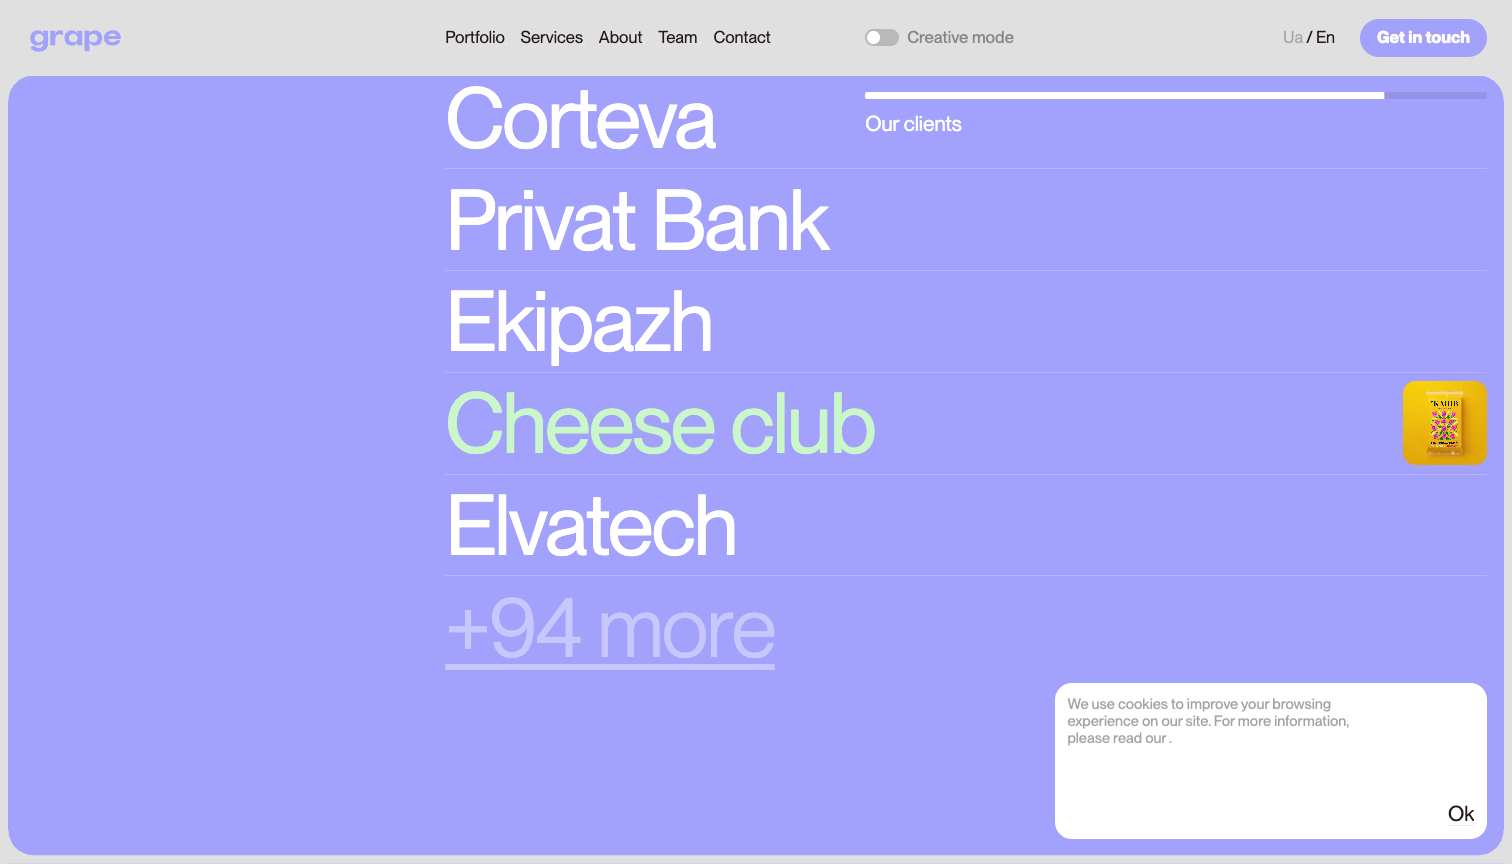 grape
Portfolio Services About Team Contact
Creative mode
Ua / En
Get in touch
Corteva
Our clients
Privat Bank
Ekipazh
Cheese club
Elvatech
+94 more
We use cookies to improve your browsing
experience on our site. For more information,
please read our .
Ok